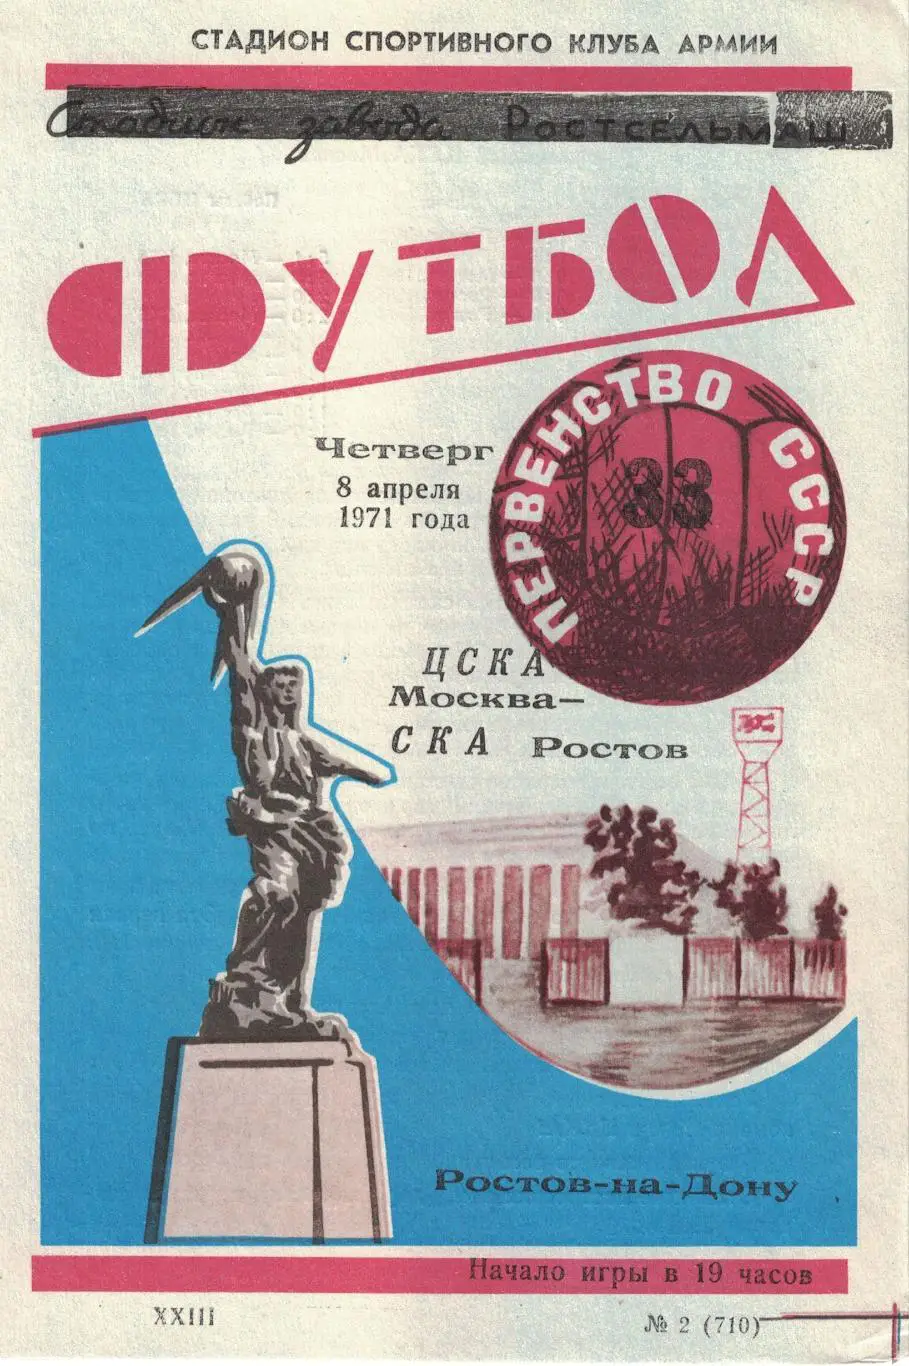 СТАДИОН СПОРТИВНОГО КЛУБА АРМИИ
Стадион завода Ростсельмаш
ФУТБОЛ
ПЕРВЕНСТВО СССР
33
Четверг
8 апреля
1971 года
ЦСКА
Москва—
СКА Ростов
Ростов-на-Дону
Начало игры в 19 часов
XXIII
№ 2 (710)